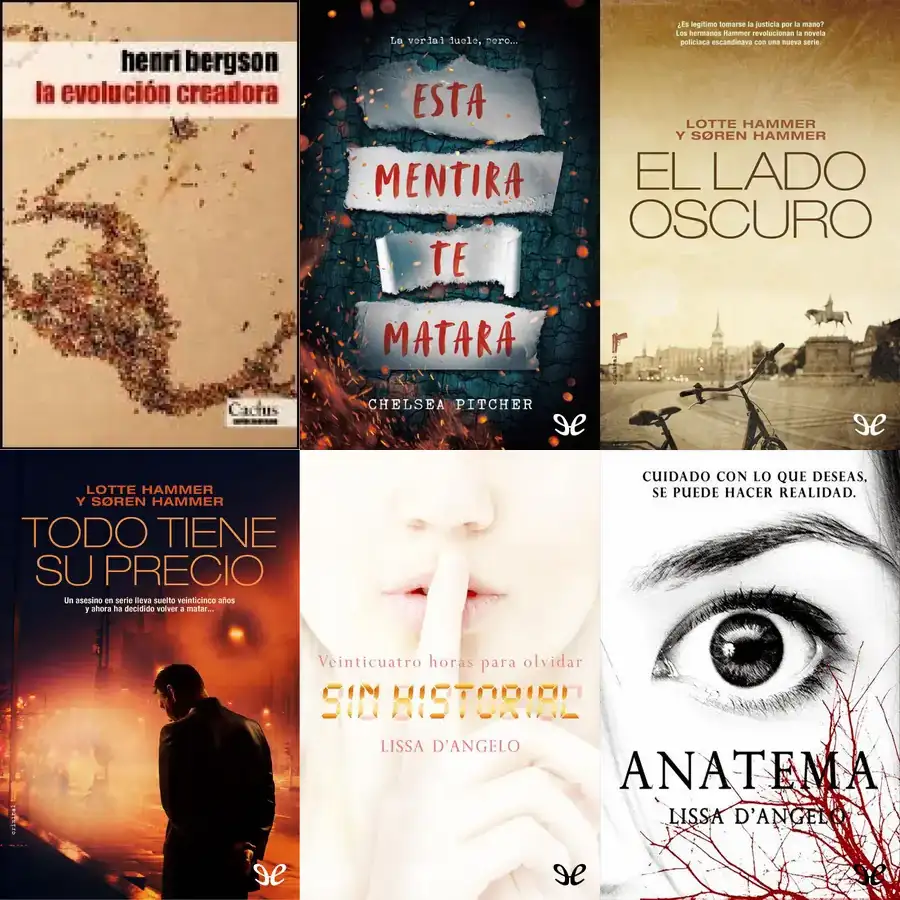 henri bergson
la evolución creadora
Cactus
La verdad duele, pero...
ESTA
MENTIRA
TE
MATARÁ
CHELSEA PITCHER
¿Es legítimo tomarse la justicia por la mano?
Los hermanos Hammer revolucionan la novela
policiaca escandinava con una nueva serie
LOTTE HAMMER
Y SØREN HAMMER
EL LADO
OSCURO
LOTTE HAMMER
Y SØREN HAMMER
TODO TIENE
SU PRECIO
Un asesino en serie lleva suelto veinticinco años
y ahora ha decidido volver a matar...
criminal
Veinticuatro horas para olvidar
SIN HISTORIAL
LISSA D'ANGELO
CUIDADO CON LO QUE DESEAS,
SE PUEDE HACER REALIDAD.
ANATEMA
LISSA D'ANGELO